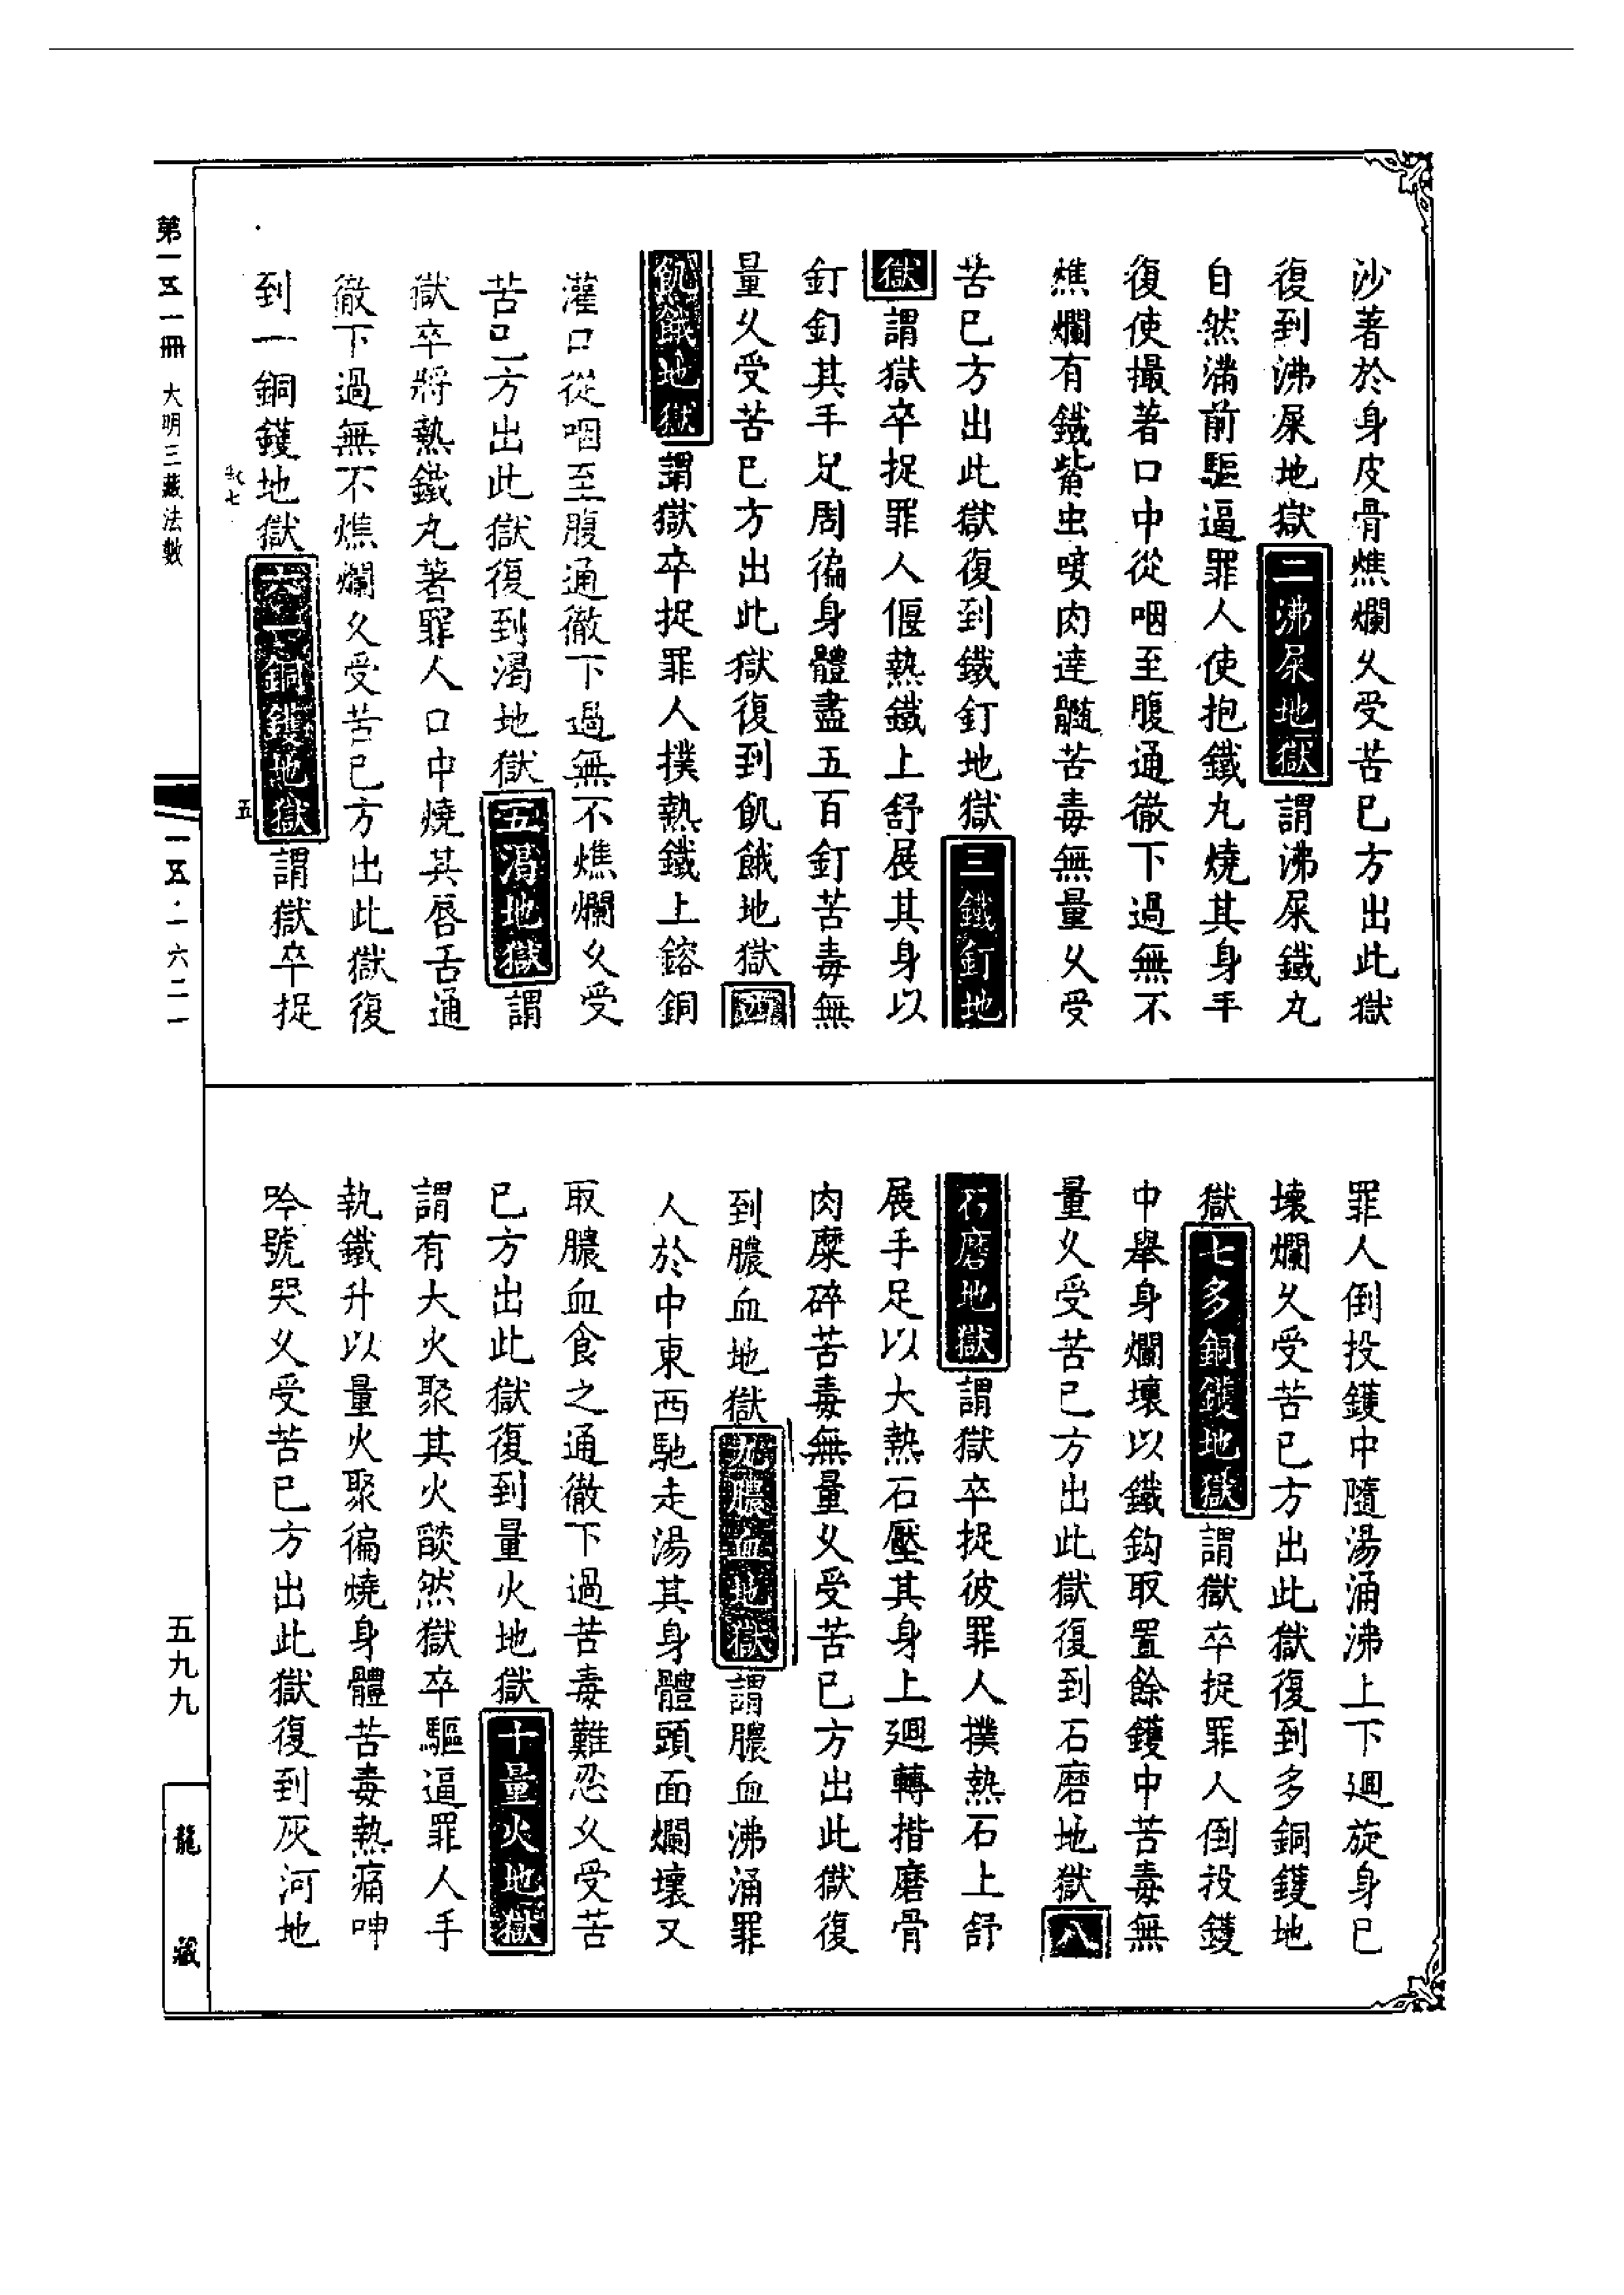 沙著於身皮骨燋爛久受苦已方出此獄
復到沸屎地獄二沸屎地獄謂沸屎鐵丸
自然滿前驅逼罪人使抱鐵丸燒其身手
復使撮著口中從咽至腹通徹下過無不
燋爛有鐵觜虫唼肉達髓苦毒無量久受
苦已方出此獄復到鐵釘地獄三鐵釘地
獄謂獄卒捉罪人偃熱鐵上舒展其身以
釘釘其手足周徧身體盡五百釘苦毒無
量久受苦已方出此獄復到飢餓地獄四
飢餓地獄謂獄卒捉罪人撲熱鐵上鎔銅
灌口從咽至腹通徹下過無不燋爛久受
苦已方出此獄復到渴地獄五渴地獄謂
獄卒將熱鐵丸著罪人口中燒其唇舌通
徹下過無不燋爛久受苦已方出此獄復
到一銅鑊地獄六一銅鑊地獄謂獄卒捉
罪人倒投鑊中隨湯涌沸上下迴旋身已
壞爛久受苦已方出此獄復到多銅鑊地
獄七多銅鑊地獄謂獄卒捉罪人倒投鑊
中舉身爛壞以鐵鈎取置餘鑊中苦毒無
量久受苦已方出此獄復到石磨地獄八
石磨地獄謂獄卒捉彼罪人撲熱石上舒
展手足以大熱石壓其身上迴轉揩磨骨
肉糜碎苦毒無量久受苦已方出此獄復
到膿血地獄九膿血地獄謂膿血沸涌罪
人於中東西馳走湯其身體頭面爛壞又
取膿血食之通徹下過苦毒難忍久受苦
已方出此獄復到量火地獄十量火地獄
謂有大火聚其火燄然獄卒驅逼罪人手
執鐵升以量火聚徧燒身體苦毒熱痛呻
吟號哭久受苦已方出此獄復到灰河地
第一五一冊 大明三藏法數
七
五
一五·一六二一
五九九
龍藏